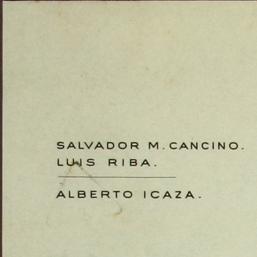 SALVADOR M. CANCINO.
LUIS RIBA.
ALBERTO ICAZA.